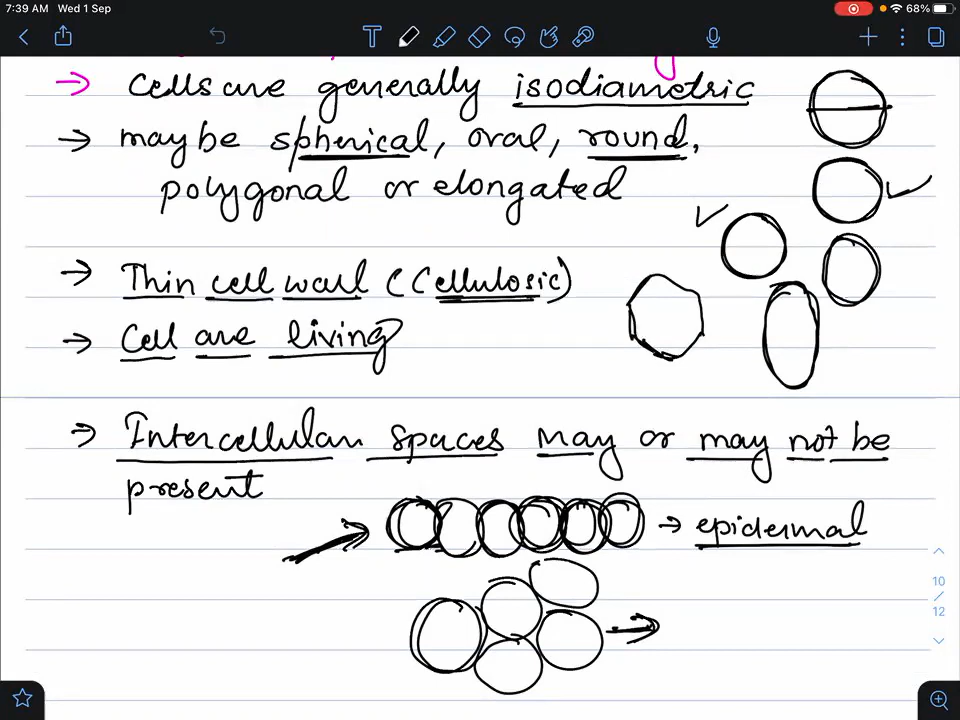 7:39 AM Wed 1 Sep
68%
→ Cells are generally isodiametric
→ may be spherical, oval, round,
polygonal or elongated
→ Thin cell wall (Cellulosic)
→ Cell are living
→ Intercellular spaces may or may not be
present
→ epidermal
10
/
12